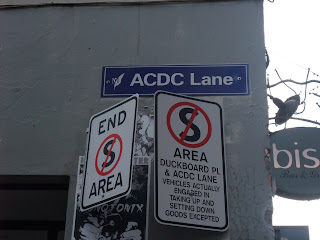 ACDC Lane
END
S
AREA
S
AREA
DUCKBOARD PL
& ACDC LANE
VEHICLES ACTUALLY
ENGAGED IN
TAKING UP AND
SETTING DOWN
GOODS EXCEPTED
bis